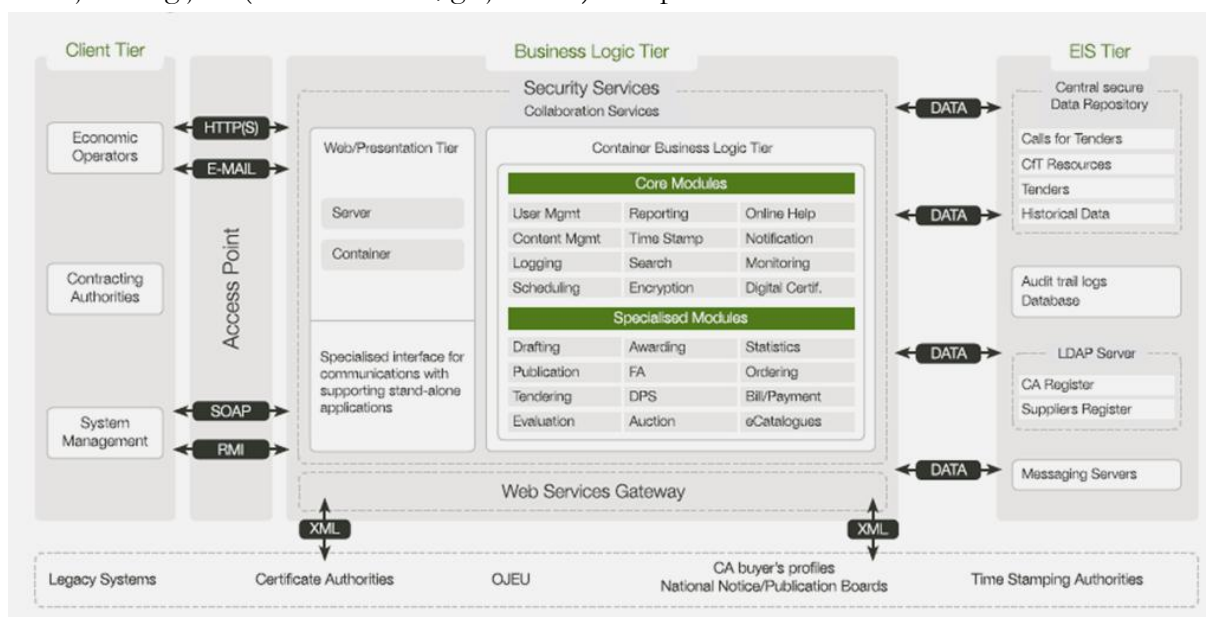 Client Tier
Business Logic Tier
EIS Tier
Economic
Operators
Contracting
Authorities
System
Management
Access Point
HTTP(S)
E-MAIL
SOAP
RMI
Security Services
Collaboration Services
Web/Presentation Tier
Server
Container
Specialised interface for
communications with
supporting stand-alone
applications
Container Business Logic Tier
Core Modules
User Mgmt Reporting Online Help
Content Mgmt Time Stamp Notification
Logging Search Monitoring
Scheduling Encryption Digital Certif.
Specialised Modules
Drafting Awarding Statistics
Publication FA Ordering
Tendering DPS Bill/Payment
Evaluation Auction eCatalogues
Web Services Gateway
DATA
DATA
DATA
DATA
Central secure
Data Repository
Calls for Tenders
CfT Resources
Tenders
Historical Data
Audit trail logs
Database
LDAP Server
CA Register
Suppliers Register
Messaging Servers
XML
XML
Legacy Systems
Certificate Authorities
OJEU
CA buyer's profiles
National Notice/Publication Boards
Time Stamping Authorities